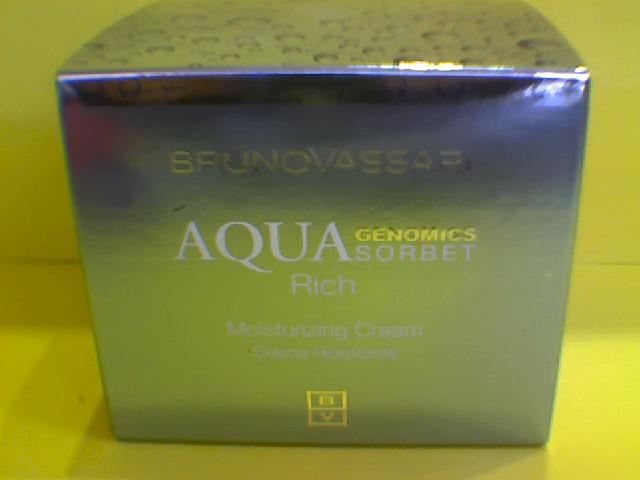 BRUNOVASSARI
AQUA GENOMICS
SORBET
Rich
Moisturizing Cream
Crema Hidratante
B
V